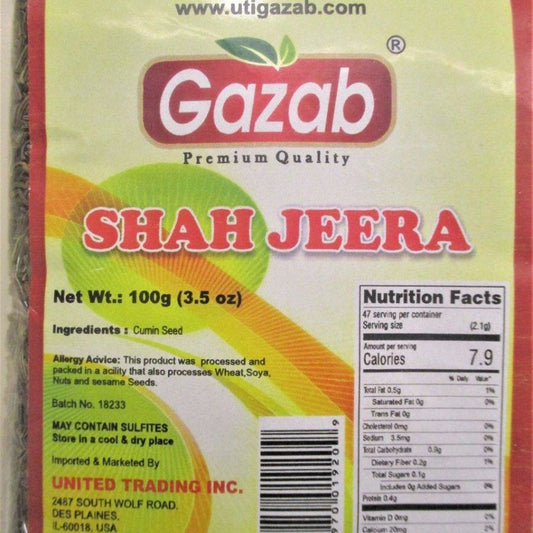 www.utigazab.com
®
Gazab
Premium Quality
SHAH JEERA
Net Wt.: 100g (3.5 oz)
Ingredients : Cumin Seed
Allergy Advice: This product was processed and
packed in a acility that also processes Wheat,Soya,
Nuts and sesame Seeds.
Batch No. 18233
MAY CONTAIN SULFITES
Store in a cool & dry place
Imported & Marketed By
UNITED TRADING INC.
2487 SOUTH WOLF ROAD,
DES PLAINES,
IL-60018, USA
Nutrition Facts
47 serving per container
Serving size (2.1g)
Amount per serving
Calories 7.9
% Daily Value*
Total Fat 0.5g 1%
Saturated Fat 0g 0%
Trans Fat 0g
Cholesterol 0mg 0%
Sodium 3.5mg 0%
Total Carbohydrate 0.9g 0%
Dietary Fiber 0.2g 1%
Total Sugars 0.1g
Includes 0g Added Sugars 0%
Protein 0.4g
Vitamin D 0mg 0%
Calcium 20mg 2%